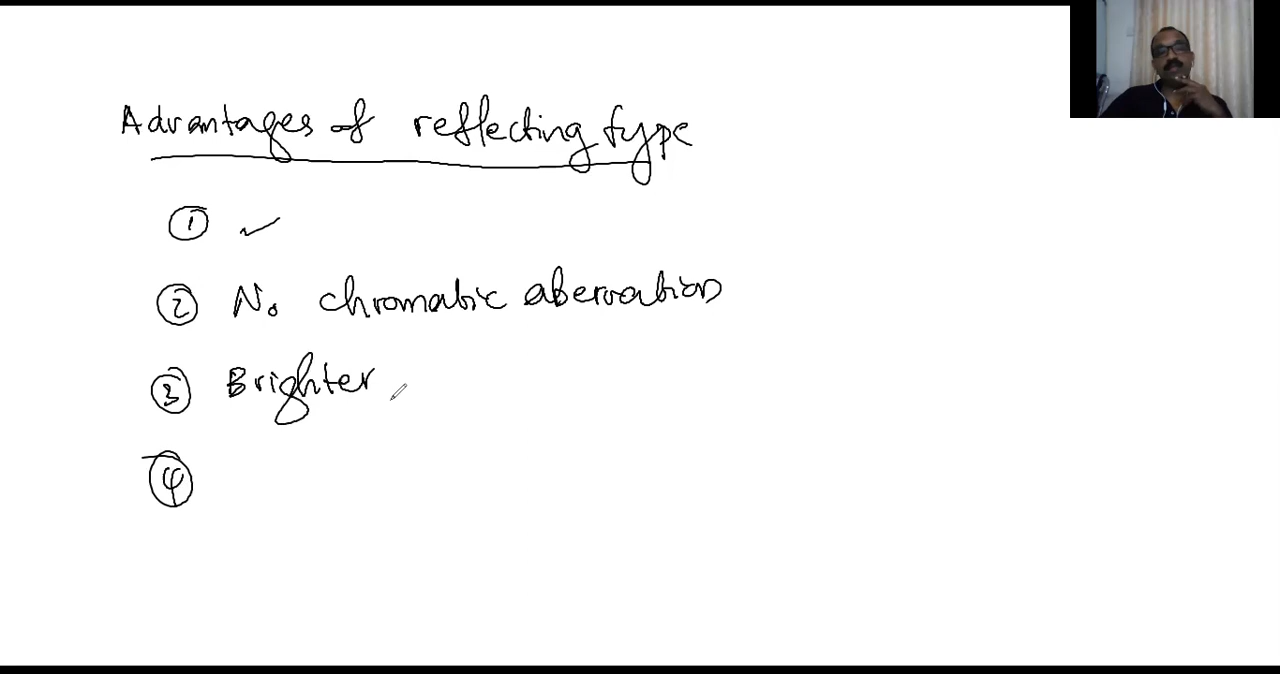 Advantages of reflecting type
① ✓
② No chromatic aberration
③ Brighter
④